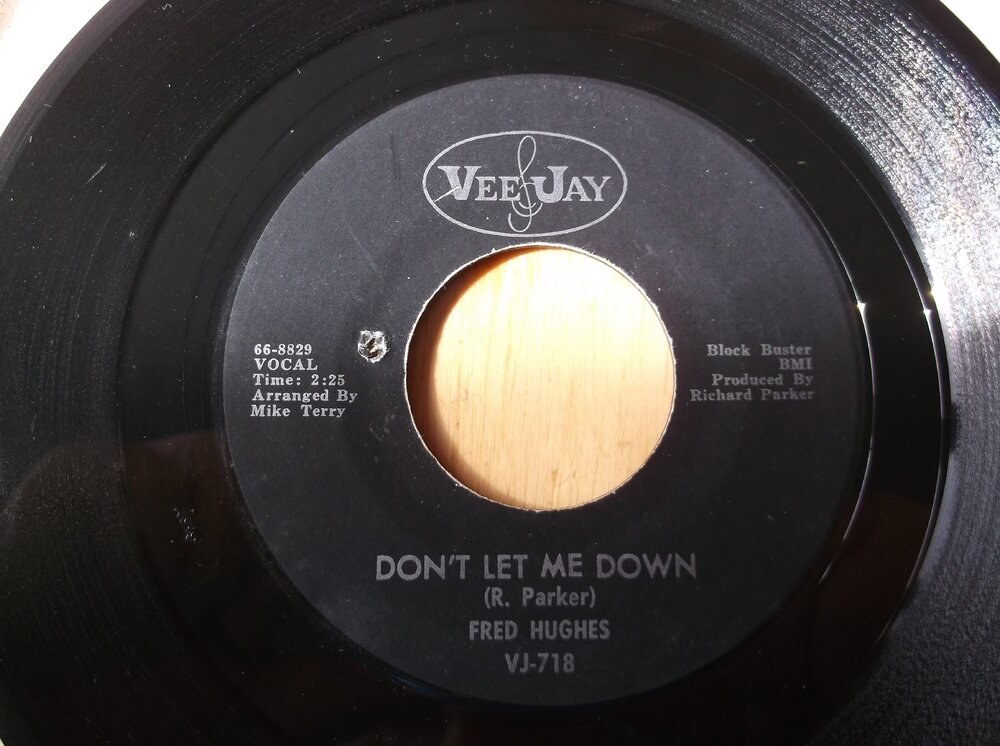 VEE JAY
66-8829
VOCAL
Time: 2:25
Arranged By
Mike Terry
Block Buster
BMI
Produced By
Richard Parker
DON'T LET ME DOWN
(R. Parker)
FRED HUGHES
VJ-718